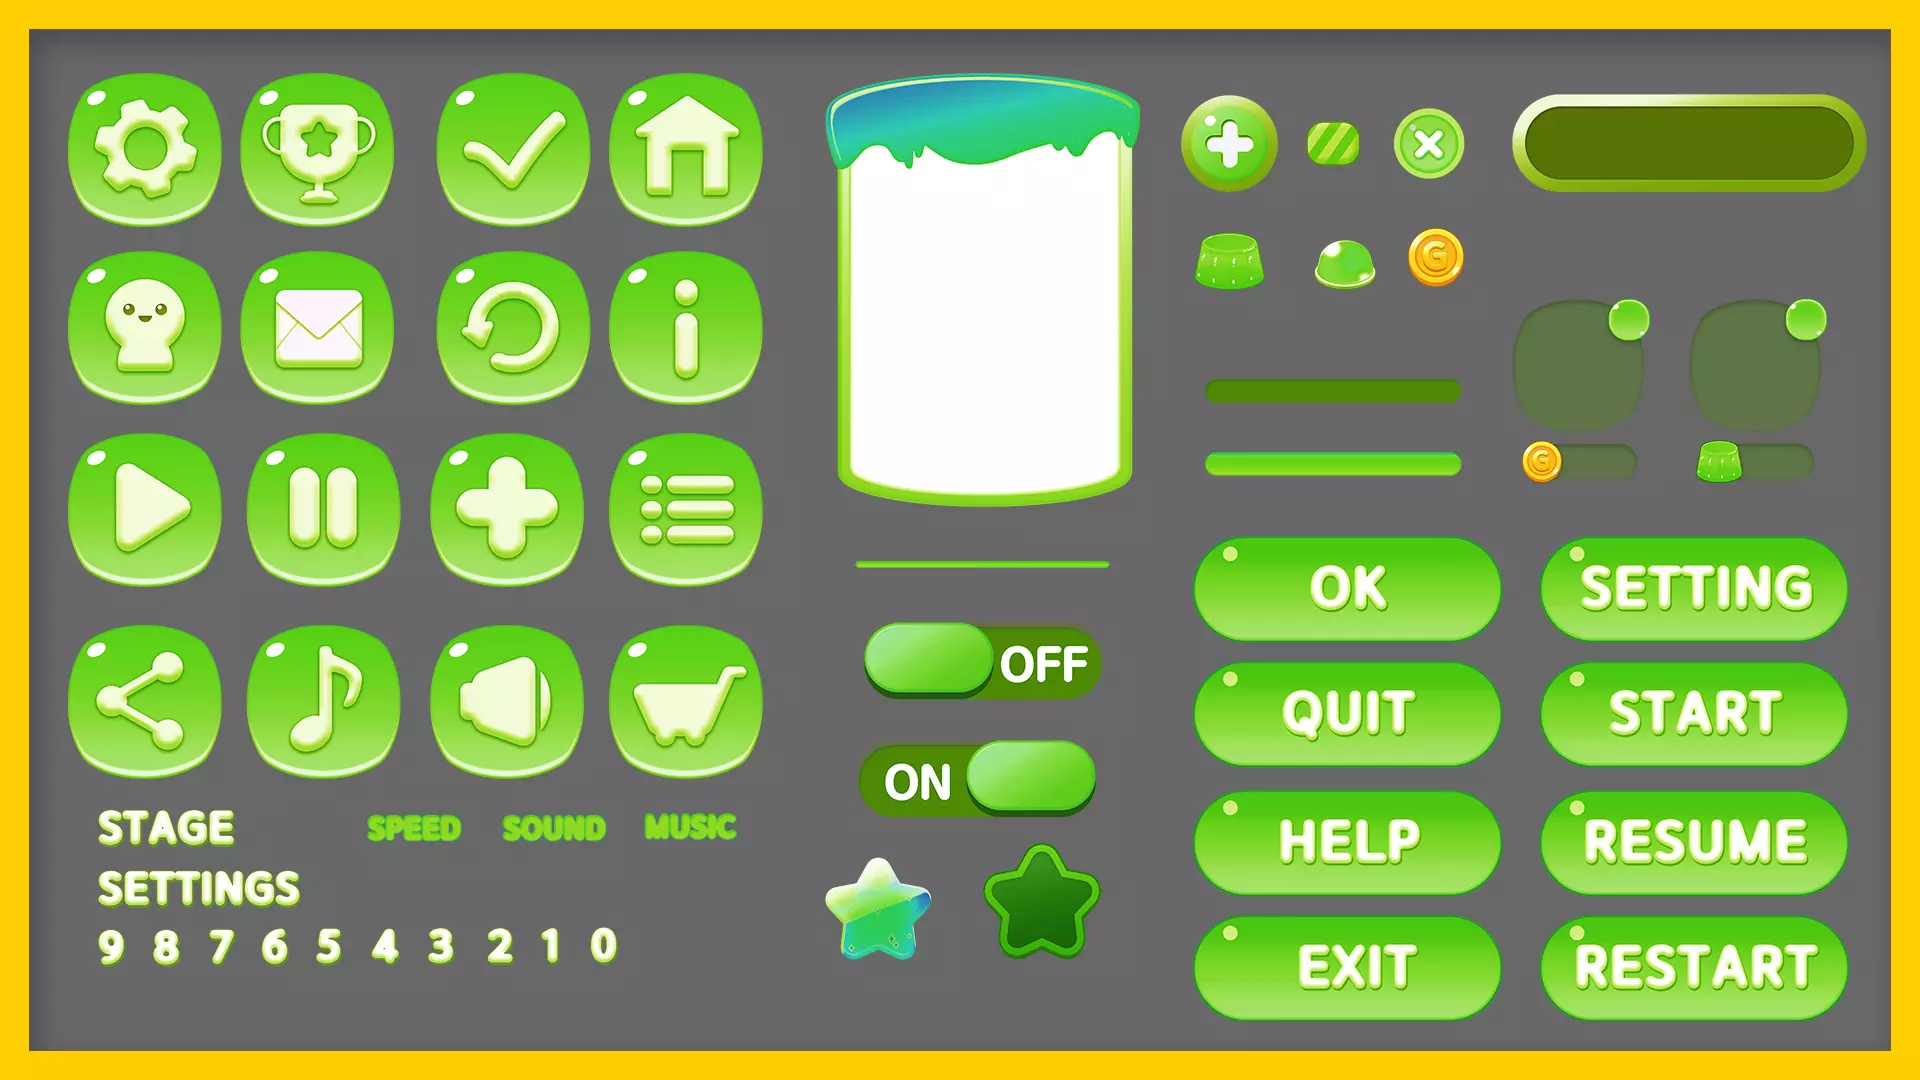 G
G
G
OK
SETTING
OFF
QUIT
START
ON
STAGE
SPEED
SOUND
MUSIC
HELP
RESUME
SETTINGS
9 8 7 6 5 4 3 2 1 0
EXIT
RESTART